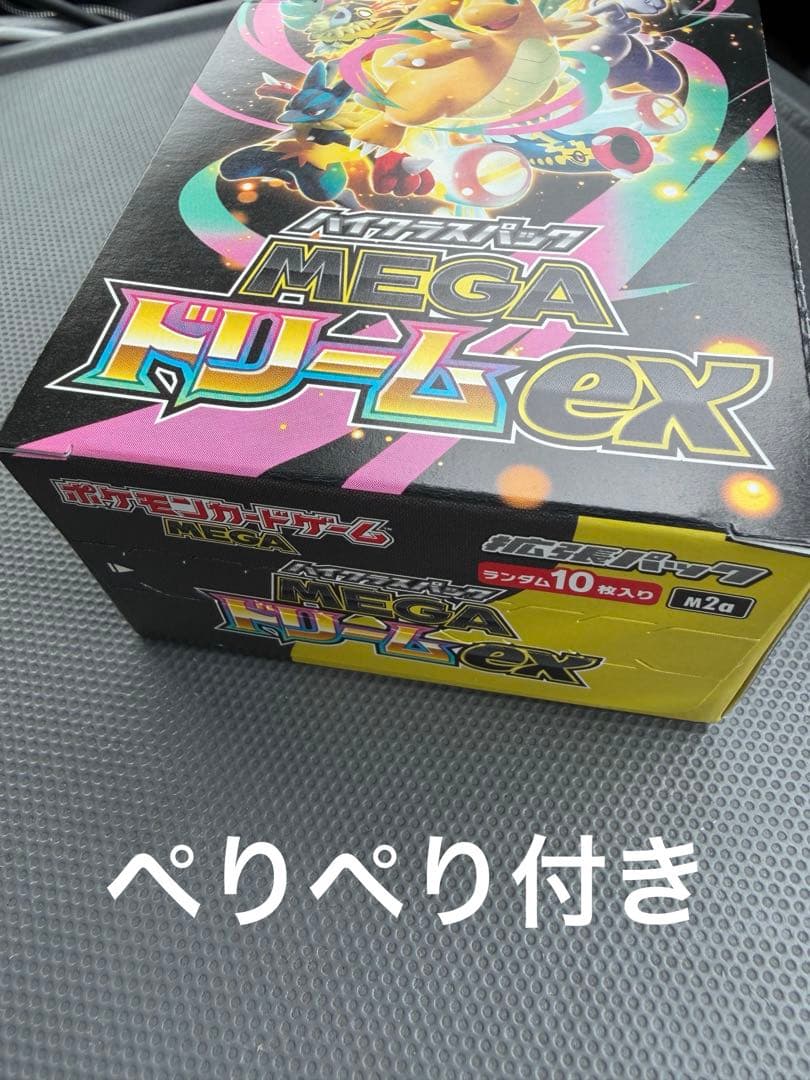 ハイクラスパック
MEGA
ドリームex
ポケモンカードゲーム
MEGA
拡張パック
ランダム10枚入り
M2a
ハイクラスパック
MEGA
ドリームex
ぺりぺり付き